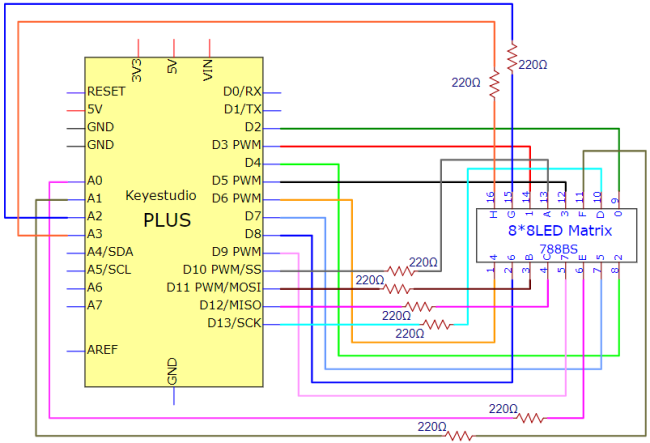 3V3
5V
VIN
RESET
5V
GND
GND
A0
A1
A2
A3
A4/SDA
A5/SCL
A6
A7
AREF
GND
Keyestudio
PLUS
D0/RX
D1/TX
D2
D3 PWM
D4
D5 PWM
D6 PWM
D7
D8
D9 PWM
D10 PWM/SS
D11 PWM/MOSI
D12/MISO
D13/SCK
220Ω
220Ω
220Ω
220Ω
220Ω
220Ω
220Ω
220Ω
16 15 14 13 12 11 10 9
H G 1 A 3 F D 0
8*8LED Matrix
788BS
4 6 B C 7 E 5 2
1 2 3 4 5 6 7 8